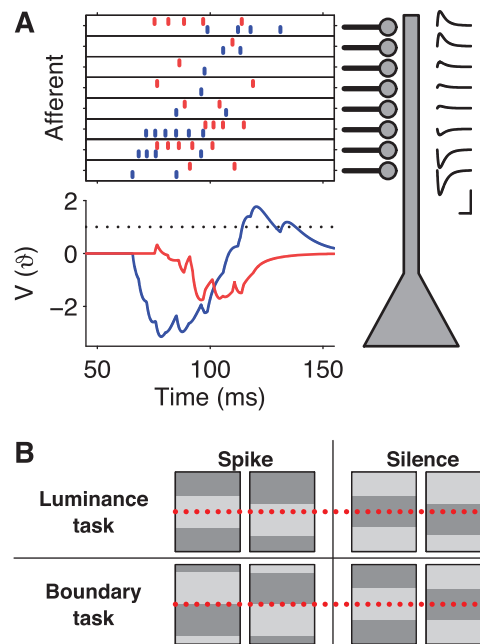 A
Afferent
2
0
−2
V (ϑ)
50
100
150
Time (ms)
B
Spike
Silence
Luminance
task
Boundary
task